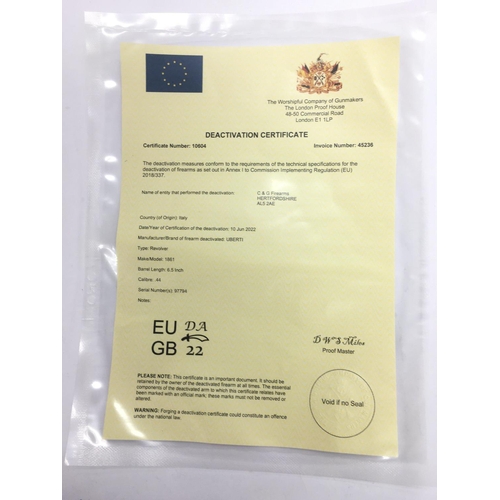 The Worshipful Company of Gunmakers
The London Proof House
48-50 Commercial Road
London E1 1LP
DEACTIVATION CERTIFICATE
Certificate Number: 10804
Invoice Number: 45236
The deactivation measures conform to the requirements of the technical specifications for the
deactivation of firearms as set out in Annex I to Commission Implementing Regulation (EU)
2018/337.
Name of entity that performed the deactivation:
C & G Firearms
HERTFORDSHIRE
AL5 2AE
Country (of Origin): Italy
Date/Year of Certification of the deactivation: 10 Jun 2022
Manufacturer/Brand of firearm deactivated: UBERTI
Type: Revolver
Make/Model: 1861
Barrel Length: 6.5 Inch
Calibre: .44
Serial Number(s): 97784
Notes:
EU DA
GB 22
D Wm S Miles
Proof Master
PLEASE NOTE: This certificate is an important document. It should be
retained by the owner of the deactivated firearm at all times. The essential
components of the deactivated arm to which this certificate relates have
been marked with an official mark; these marks must not be removed or
altered.
WARNING: Forging a deactivation certificate could constitute an offence
under the national law.
Void if no Seal